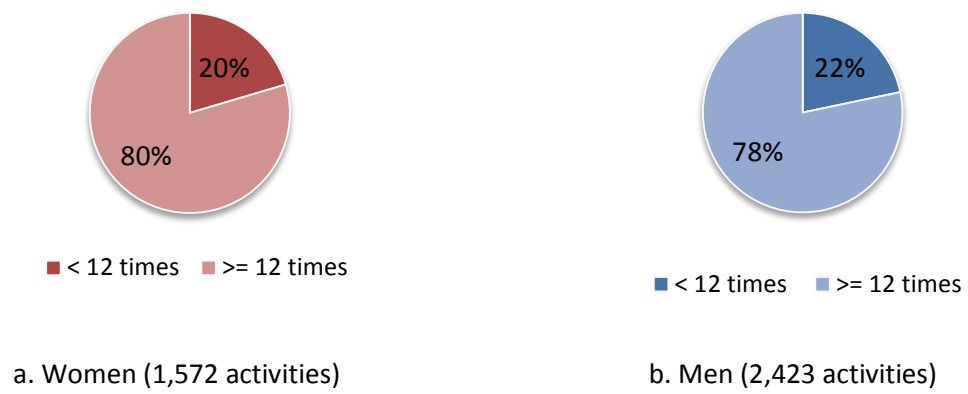 20%
80%
< 12 times >= 12 times
a. Women (1,572 activities)
22%
78%
< 12 times >= 12 times
b. Men (2,423 activities)